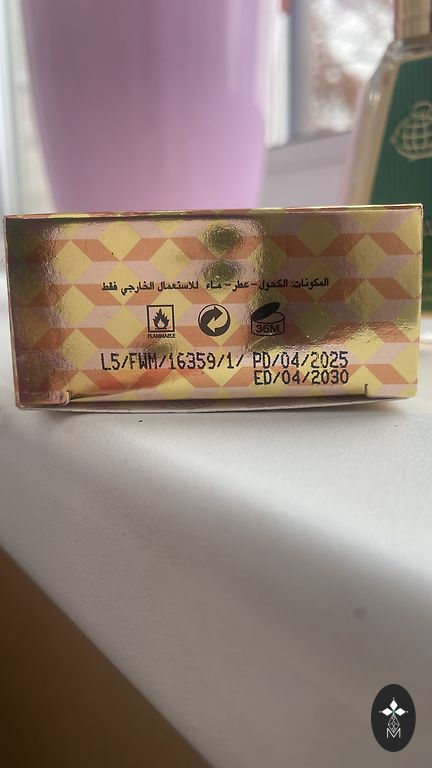 المكونات: الكحول - عطر - ماء للاستعمال الخارجي فقط
FLAMMABLE
36M
L5/FWM/16359/1/ PD/04/2025
ED/04/2030
M